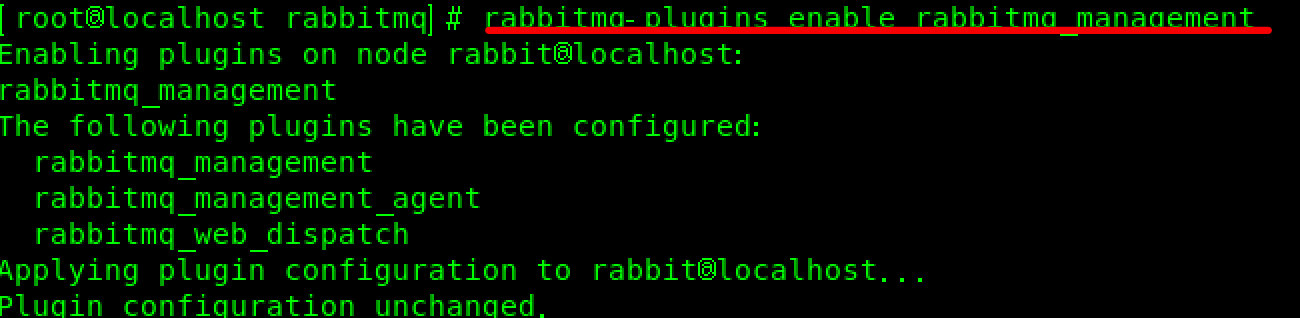 [root@localhost rabbitmq]# rabbitmq-plugins enable rabbitmq_management
Enabling plugins on node rabbit@localhost:
rabbitmq_management
The following plugins have been configured:
  rabbitmq_management
  rabbitmq_management_agent
  rabbitmq_web_dispatch
Applying plugin configuration to rabbit@localhost...
Plugin configuration unchanged.